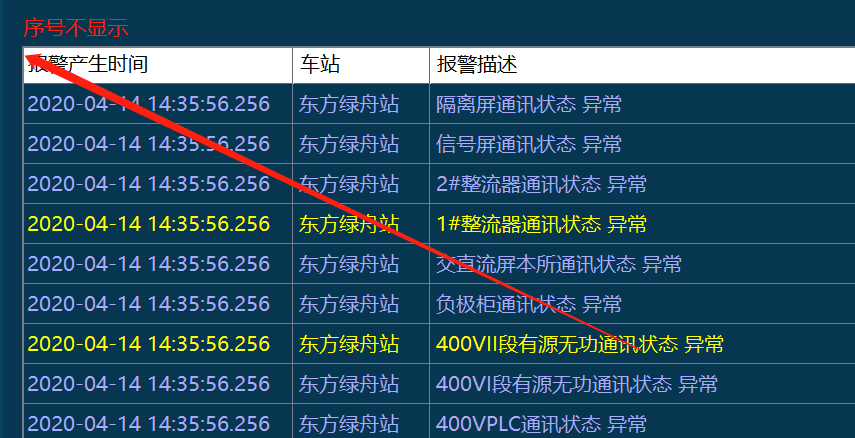 序号不显示
报警产生时间 车站 报警描述
2020-04-14 14:35:56.256 东方绿舟站 隔离屏通讯状态 异常
2020-04-14 14:35:56.256 东方绿舟站 信号屏通讯状态 异常
2020-04-14 14:35:56.256 东方绿舟站 2#整流器通讯状态 异常
2020-04-14 14:35:56.256 东方绿舟站 1#整流器通讯状态 异常
2020-04-14 14:35:56.256 东方绿舟站 交直流屏本所通讯状态 异常
2020-04-14 14:35:56.256 东方绿舟站 负极柜通讯状态 异常
2020-04-14 14:35:56.256 东方绿舟站 400VII段有源无功通讯状态 异常
2020-04-14 14:35:56.256 东方绿舟站 400VI段有源无功通讯状态 异常
2020-04-14 14:35:56.256 东方绿舟站 400VPLC通讯状态 异常